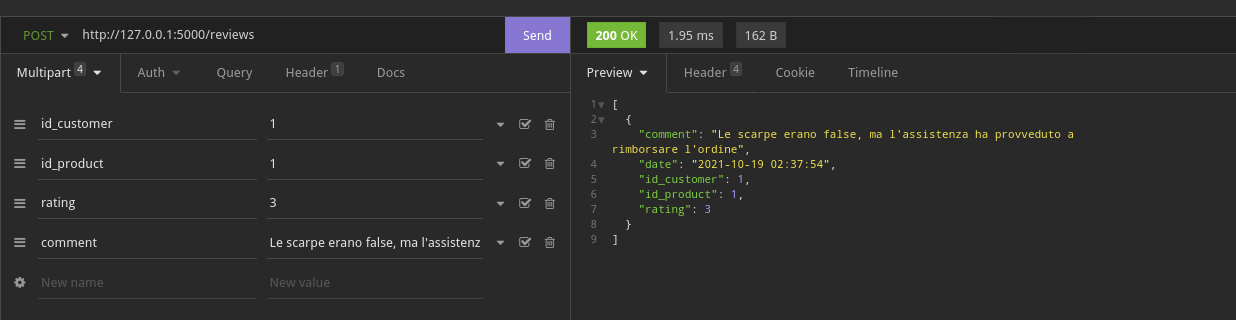 POST http://127.0.0.1:5000/reviews Send 200 OK 1.95 ms 162 B
Multipart 4 Auth Query Header 1 Docs Preview Header 4 Cookie Timeline
id_customer 1
id_product 1
rating 3
comment Le scarpe erano false, ma l'assistenz
New name New value
1 [
2 {
3 "comment": "Le scarpe erano false, ma l'assistenza ha provveduto a
rimborsare l'ordine",
4 "date": "2021-10-19 02:37:54",
5 "id_customer": 1,
6 "id_product": 1,
7 "rating": 3
8 }
9 ]